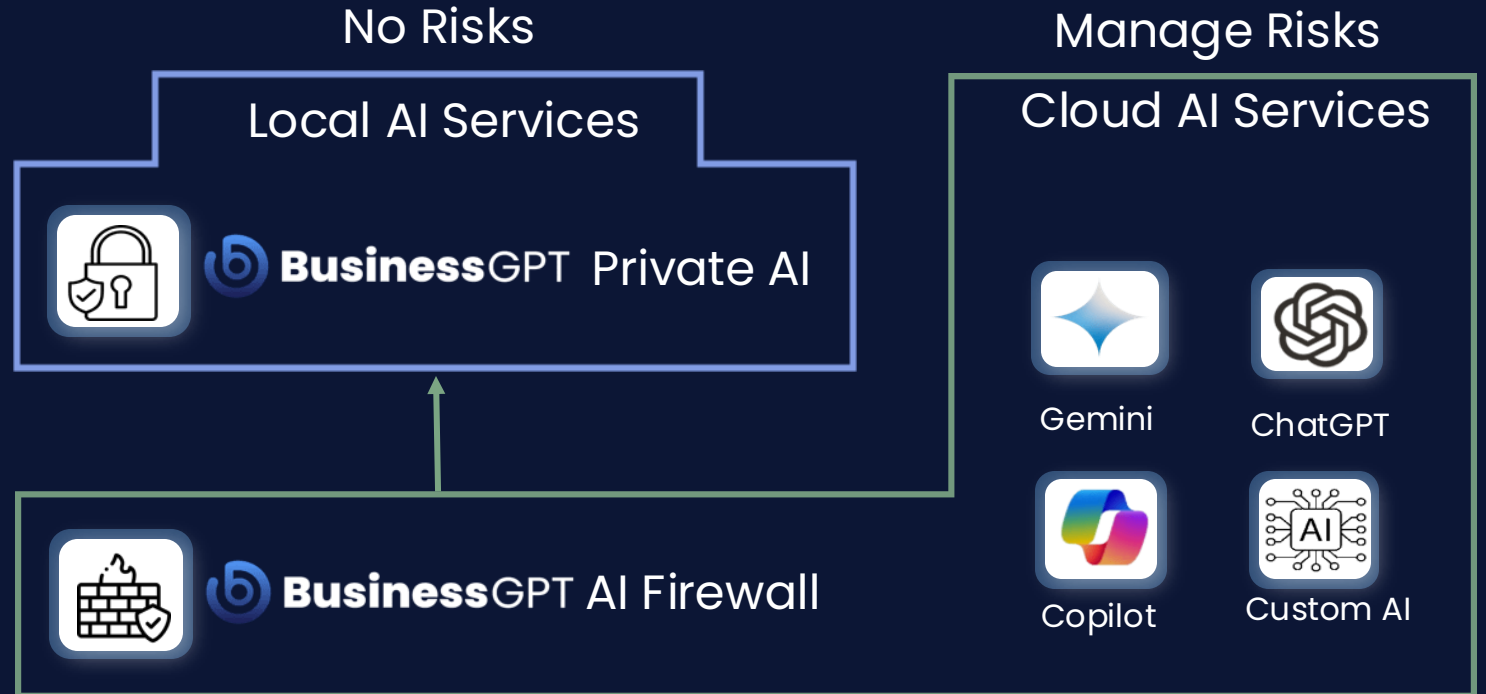 No Risks
Local AI Services
BusinessGPT Private AI
BusinessGPT AI Firewall
Manage Risks
Cloud AI Services
Gemini
ChatGPT
Copilot
AI
Custom AI